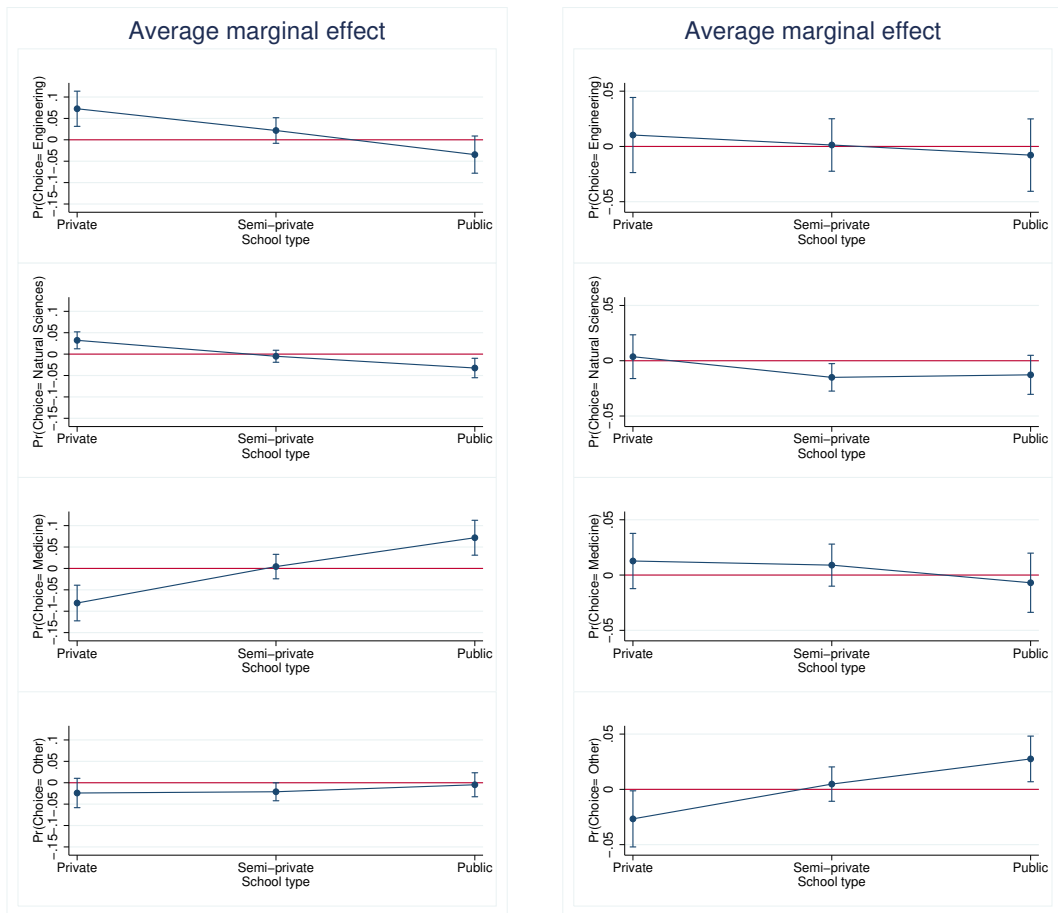 Average marginal effect
Pr(Choice= Engineering)
.1
.05
0
−.05
−.1
−.15
Private
Semi−private
Public
School type
Pr(Choice= Natural Sciences)
.1
.05
0
−.05
−.1
−.15
Private
Semi−private
Public
School type
Pr(Choice= Medicine)
.1
.05
0
−.05
−.1
−.15
Private
Semi−private
Public
School type
Pr(Choice= Other)
.1
.05
0
−.05
−.1
−.15
Private
Semi−private
Public
School type
Average marginal effect
Pr(Choice= Engineering)
.05
0
−.05
Private
Semi−private
Public
School type
Pr(Choice= Natural Sciences)
.05
0
−.05
Private
Semi−private
Public
School type
Pr(Choice= Medicine)
.05
0
−.05
Private
Semi−private
Public
School type
Pr(Choice= Other)
.05
0
−.05
Private
Semi−private
Public
School type